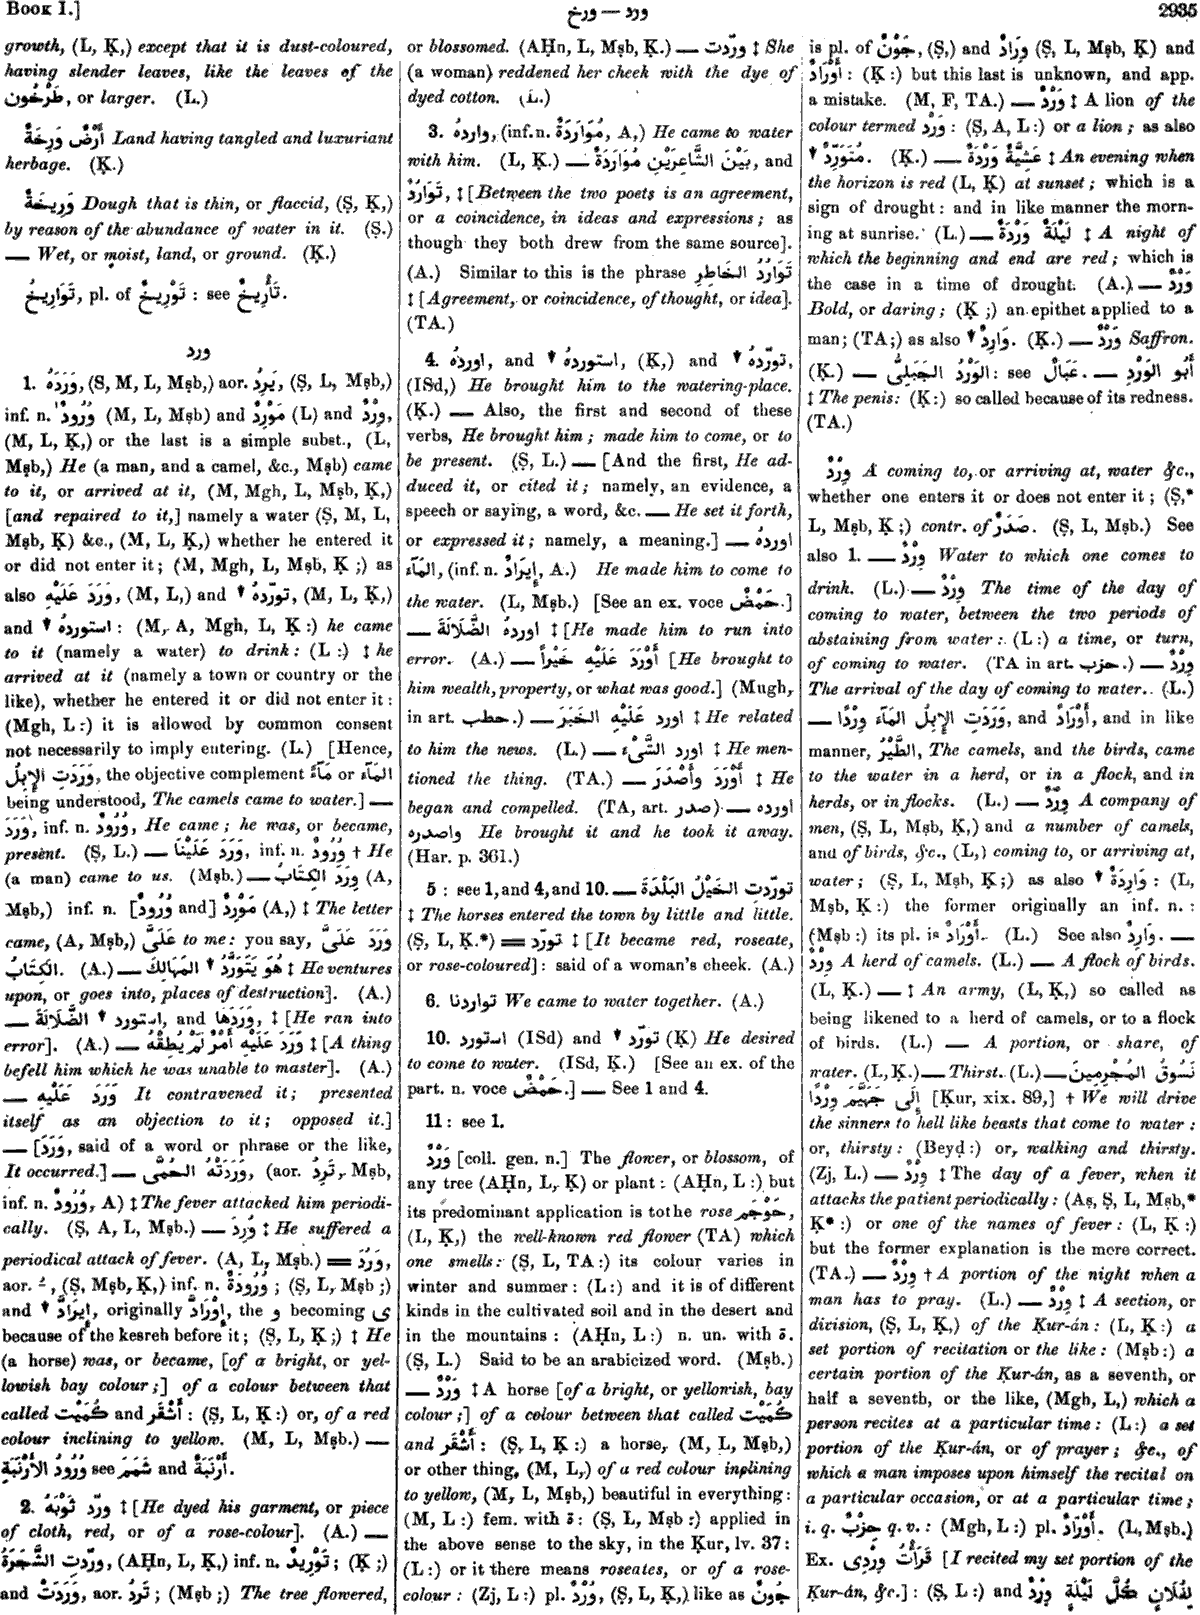 BOOK I.]
ورد — ورخ
2935
growth, (L, Ḳ,) except that it is dust-coloured,
having slender leaves, like the leaves of the
طَرْخُون, or larger. (L.)
أَرْضٌ وَرِخَةٌ Land having tangled and luxuriant
herbage. (Ḳ.)
وَرِيخَةٌ Dough that is thin, or flaccid, (Ṣ, Ḳ,)
by reason of the abundance of water in it. (Ṣ.)
— Wet, or moist, land, or ground. (Ḳ.)
تَوَارِيخُ, pl. of تَوْرِيخٌ : see تَأْرِيخٌ.
ورد
1. وَرَدَهُ, (S, M, L, Mṣb,) aor. يَرِدُ, (Ṣ, L, Mṣb,)
inf. n. وُرُودٌ (M, L, Mṣb) and مَوْرِدٌ (L) and وِرْدٌ,
(M, L, Ḳ,) or the last is a simple subst., (L,
Mṣb,) He (a man, and a camel, &c., Mṣb) came
to it, or arrived at it, (M, Mgh, L, Mṣb, Ḳ,)
[and repaired to it,] namely a water (Ṣ, M, L,
Mṣb, Ḳ) &c., (M, L, Ḳ,) whether he entered it
or did not enter it; (M, Mgh, L, Mṣb, Ḳ ;) as
also وَرَدَ عَلَيْهِ, (M, L,) and ▾ تورّدهُ, (M, L, Ḳ,)
and ▾ استوردهُ : (M, A, Mgh, L, Ḳ :) he came
to it (namely a water) to drink : (L :) ‡ he
arrived at it (namely a town or country or the
like), whether he entered it or did not enter it :
(Mgh, L :) it is allowed by common consent
not necessarily to imply entering. (L.) [Hence,
وَرَدَتِ الإِبِلُ, the objective complement مَآءً or المَآءَ
being understood, The camels came to water.] —
وَرَدَ, inf. n. وُرُودٌ, He came ; he was, or became,
present. (Ṣ, L.) — وَرَدَ عَلَيْنَا, inf. n. وُرُودٌ † He
(a man) came to us. (Mṣb.) — وَرَدَ الكِتَابُ (A,
Mṣb,) inf. n. [وُرُودٌ and] مَوْرِدٌ (A,) ‡ The letter
came, (A, Mṣb,) عَلَىَّ to me : you say, وَرَدَ عَلَىَّ
الكِتَابُ. (A.) — هُوَ يَتَوَرَّدُ ▾ المَهَالِكَ ‡ He ventures
upon, or goes into, places of destruction]. (A.)
— وَرَدَهَا, and استورد ▾ الضَّلَالَةَ, ‡ [He ran into
error]. (A.) — وَرَدَ عَلَيْهِ أَمْرٌ لَمْ يُطِقْهُ ‡ [A thing
befell him which he was unable to master]. (A.)
— وَرَدَ عَلَيْهِ It contravened it ; presented
itself as an objection to it ; opposed it.]
— [وَرَدَ, said of a word or phrase or the like,
It occurred.] — وَرَدَتْهُ الحُمَّى, (aor. تَرِدُ, Mṣb,
inf. n. وُرُودٌ, A) ‡ The fever attacked him periodi-
cally. (Ṣ, A, L, Mṣb.) — وُرِدَ ‡ He suffered a
periodical attack of fever. (A, L, Mṣb.) = وَرُدَ,
aor. ـُ, (Ṣ, Mṣb, Ḳ,) inf. n. وُرُودَةٌ ; (Ṣ, L, Mṣb ;)
and ▾ إِيرَادَّ, originally إِوْرَادَّ, the و becoming ى
because of the kesreh before it ; (Ṣ, L, Ḳ ;) ‡ He
(a horse) was, or became, [of a bright, or yel-
lowish bay colour ;] of a colour between that
called كُمَيْت and أَشْقَر : (Ṣ, L, Ḳ :) or, of a red
colour inclining to yellow. (M, L, Mṣb.) —
وُرُودُ الأَرْنَبَةِ see شَمَمَ and أَرْنَبَةٌ.
2. ورّد ثَوْبَهُ ‡ [He dyed his garment, or piece
of cloth, red, or of a rose-colour]. (A.) —
ورّدتِ الشَّجَرَةُ, (AḤn, L, Ḳ,) inf. n. تَوْرِيدٌ ; (Ḳ ;)
and وَرَدَتْ, aor. تَرِدُ ; (Mṣb ;) The tree flowered,
or blossomed. (AḤn, L, Mṣb, Ḳ.) — ورّدت ‡ She
(a woman) reddened her cheek with the dye of
dyed cotton. (L.)
3. واردهُ, (inf. n. مُوَارَدَةٌ, A,) He came to water
with him. (L, Ḳ.) — بَيْنَ الشَّاعِرَيْنِ مُوَارَدَةٌ, and
تَوَارُدٌ, ‡ [Between the two poets is an agreement,
or a coincidence, in ideas and expressions ; as
though they both drew from the same source].
(A.) Similar to this is the phrase تَوَارُدُ الخَاطِرِ
‡ [Agreement, or coincidence, of thought, or idea].
(TA.)
4. اوردهُ, and ▾ استوردهُ, (Ḳ,) and ▾ تورّدهُ,
(ISd,) He brought him to the watering-place.
(Ḳ.) — Also, the first and second of these
verbs, He brought him ; made him to come, or to
be present. (Ṣ, L.) — [And the first, He ad-
duced it, or cited it ; namely, an evidence, a
speech or saying, a word, &c. — He set it forth,
or expressed it ; namely, a meaning.] — اوردهُ
المَآءَ, (inf. n. إِيرَادٌ, A.) He made him to come to
the water. (L, Mṣb.) [See an ex. voce حَمْضٌ.]
— اوردهُ الضَّلَالَةَ ‡ [He made him to run into
error. (A.) — أَوْرَدَ عَلَيْهِ خَيْراً [He brought to
him wealth, property, or what was good.] (Mugh,
in art. حطب.) — اورد عَلَيْهِ الخَبَرَ ‡ He related
to him the news. (L.) — اورد الشَّىْءَ ‡ He men-
tioned the thing. (TA.) — أَوْرَدَ وَأَصْدَرَ ‡ He
began and compelled. (TA, art. صدر) — اورده
واصدره He brought it and he took it away.
(Har. p. 361.)
5 : see 1, and 4, and 10. — تورّدتِ الخَيْلُ البَلْدَةَ
‡ The horses entered the town by little and little.
(Ṣ, L, Ḳ.*) = تورّد ‡ [It became red, roseate,
or rose-coloured] : said of a woman's cheek. (A.)
6. تواردنا We came to water together. (A.)
10. استورد (ISd) and ▾ تورّد (Ḳ) He desired
to come to water. (ISd, Ḳ.) [See an ex. of the
part. n. voce حَمْضٌ.] — See 1 and 4.
11 : see 1.
وَرْدٌ [coll. gen. n.] The flower, or blossom, of
any tree (AḤn, L, Ḳ) or plant : (AḤn, L :) but
its predominant application is to the rose حَوْجَم,
(L, Ḳ,) the well-known red flower (TA) which
one smells : (Ṣ, L, TA :) its colour varies in
winter and summer : (L :) and it is of different
kinds in the cultivated soil and in the desert and
in the mountains : (AḤn, L :) n. un. with ة.
(Ṣ, L.) Said to be an arabicized word. (Mṣb.)
— وَرْدٌ ‡ A horse [of a bright, or yellowish, bay
colour ;] of a colour between that called كُمَيْت
and أَشْقَر : (Ṣ, L, Ḳ :) a horse, (M, L, Mṣb,)
or other thing, (M, L,) of a red colour inclining
to yellow, (M, L, Mṣb,) beautiful in everything :
(M, L :) fem. with ة : (Ṣ, L, Mṣb :) applied in
the above sense to the sky, in the Ḳur, lv. 37 :
(L :) or it there means roseates, or of a rose-
colour : (Zj, L :) pl. وُرْدٌ, (Ṣ, L, Ḳ,) like as جُونٌ
is pl. of جَوْنٌ, (Ṣ,) and وِرَادٌ (Ṣ, L, Mṣb, Ḳ) and
أَوْرَادٌ : (Ḳ :) but this last is unknown, and app.
a mistake. (M, F, TA.) — وَرْدٌ ‡ A lion of the
colour termed وَرْدٌ : (Ṣ, A, L :) or a lion ; as also
▾ مُتَوَرِّدٌ. (Ḳ.) — عَشِيَّةٌ وَرْدَةٌ ‡ An evening when
the horizon is red (L, Ḳ) at sunset ; which is a
sign of drought : and in like manner the morn-
ing at sunrise. (L.) — لَيْلَةٌ وَرْدَةٌ ‡ A night of
which the beginning and end are red ; which is
the case in a time of drought. (A.) — وَرْدٌ
Bold, or daring ; (Ḳ ;) an epithet applied to a
man ; (TA ;) as also ▾ وَارِدٌ. (Ḳ.) — وَرْدٌ Saffron.
(Ḳ.) — الوَرْدُ الجَبَلِىُّ : see عَبَالٌ. — أَبُو الوَرْدِ
‡ The penis : (Ḳ :) so called because of its redness.
(TA.)
وِرْدٌ A coming to, or arriving at, water &c.,
whether one enters it or does not enter it ; (Ṣ,*
L, Mṣb, Ḳ ;) contr. of صَدَرٌ. (Ṣ, L, Mṣb.) See
also 1. — وِرْدٌ Water to which one comes to
drink. (L.) — وِرْدٌ The time of the day of
coming to water, between the two periods of
abstaining from water : (L :) a time, or turn,
of coming to water. (TA in art. حزب.) — وِرْدٌ
The arrival of the day of coming to water. (L.)
— وَرَدَتِ الإِبِلُ المَآءَ وِرْدًا, and أَوْرَادً, and in like
manner, الطَّيْرُ, The camels, and the birds, came
to the water in a herd, or in a flock, and in
herds, or in flocks. (L.) — وِرْدٌ A company of
men, (Ṣ, L, Mṣb, Ḳ,) and a number of camels,
and of birds, &c., (L,) coming to, or arriving at,
water ; (Ṣ, L, Mṣb, Ḳ ;) as also ▾ وَارِدَةٌ : (L,
Mṣb, Ḳ :) the former originally an inf. n. :
(Mṣb :) its pl. is أَوْرَادٌ. (L.) See also وَارِدٌ. —
وِرْدٌ A herd of camels. (L.) — A flock of birds.
(L, Ḳ.) — ‡ An army, (L, Ḳ,) so called as
being likened to a herd of camels, or to a flock
of birds. (L.) — A portion, or share, of
water. (L, Ḳ.) — Thirst. (L.) — نَسُوقُ المُجْرِمِينَ
إِلَى جَهَنَّمَ وِرْدًا [Ḳur, xix. 89,] † We will drive
the sinners to hell like beasts that come to water :
or, thirsty : (Beyḍ :) or, walking and thirsty.
(Zj, L.) — وِرْدٌ ‡ The day of a fever, when it
attacks the patient periodically : (Aṣ, Ṣ, L, Mṣb,*
Ḳ* :) or one of the names of fever : (L, Ḳ :)
but the former explanation is the more correct.
(TA.) — وِرْدٌ † A portion of the night when a
man has to pray. (L.) — وِرْدٌ ‡ A section, or
division, (Ṣ, L, Ḳ,) of the Ḳur-án : (L, Ḳ :) a
set portion of recitation or the like : (Mṣb :) a
certain portion of the Ḳur-án, as a seventh, or
half a seventh, or the like, (Mgh, L,) which a
person recites at a particular time : (L :) a set
portion of the Ḳur-án, or of prayer ; &c., of
which a man imposes upon himself the recital on
a particular occasion, or at a particular time ;
i. q. حِزْبٌ q. v. : (Mgh, L :) pl. أَوْرَادٌ. (L, Mṣb.)
Ex. قَرَأْتُ وِرْدِى [I recited my set portion of the
Ḳur-án, &c.] : (Ṣ, L :) and لِفُلَانٍ كُلَّ لَيْلَةٍ وِرْدٌ